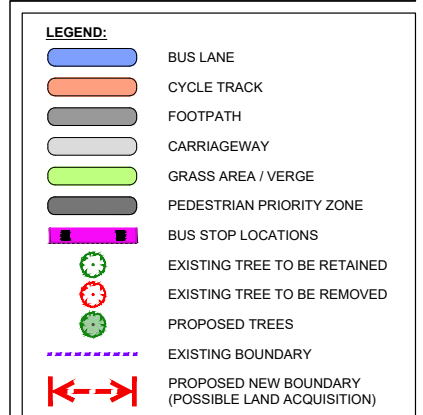 LEGEND:
BUS LANE
CYCLE TRACK
FOOTPATH
CARRIAGEWAY
GRASS AREA / VERGE
PEDESTRIAN PRIORITY ZONE
BUS STOP LOCATIONS
EXISTING TREE TO BE RETAINED
EXISTING TREE TO BE REMOVED
PROPOSED TREES
EXISTING BOUNDARY
PROPOSED NEW BOUNDARY
(POSSIBLE LAND ACQUISITION)